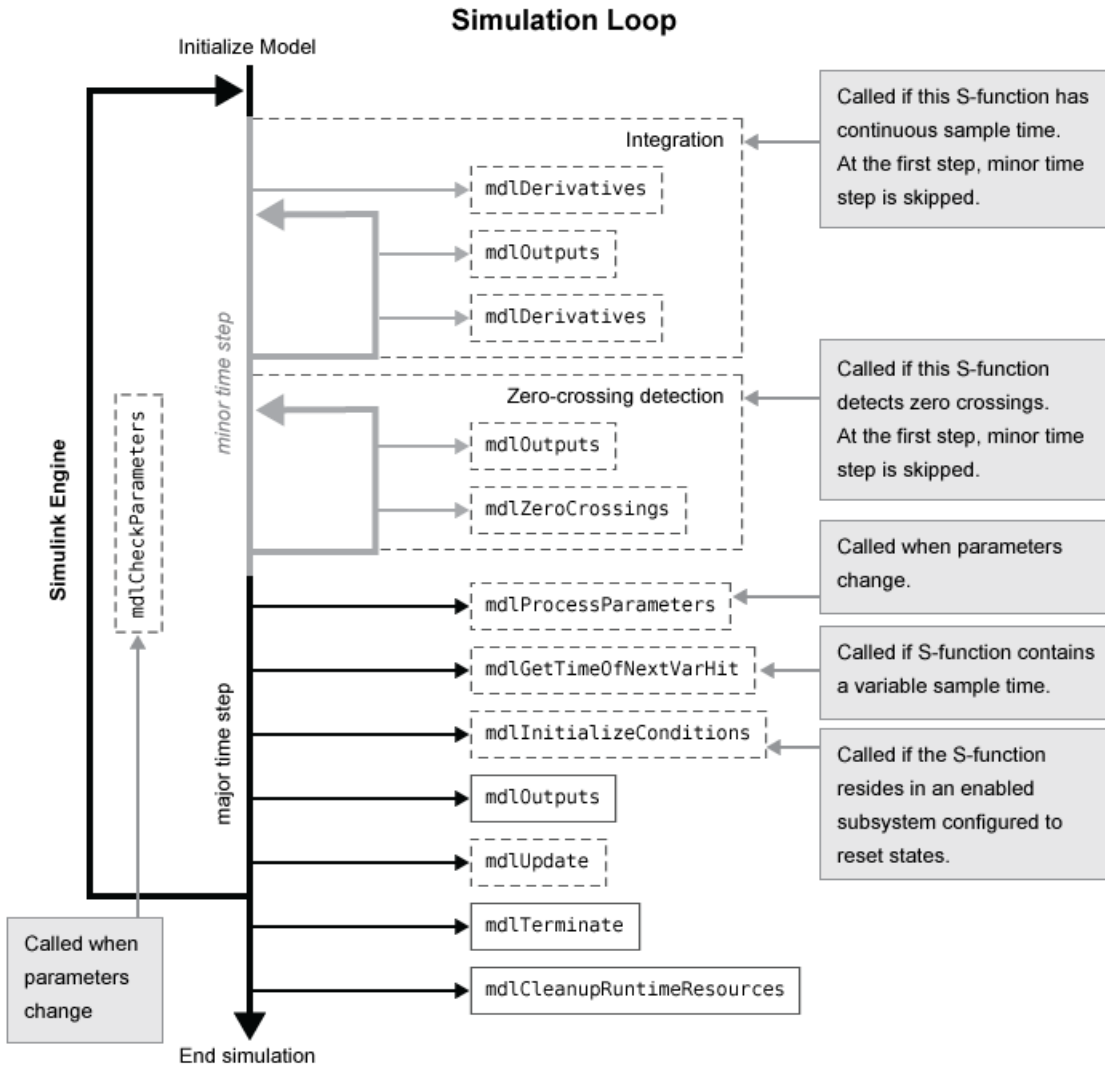 Simulation Loop
Initialize Model
Called if this S-function has
continuous sample time.
At the first step, minor time
step is skipped.
Integration
mdlDerivatives
mdlOutputs
mdlDerivatives
minor time step
Called if this S-function
detects zero crossings.
At the first step, minor time
step is skipped.
Zero-crossing detection
mdlOutputs
mdlZeroCrossings
Simulink Engine
mdlCheckParameters
Called when parameters
change.
mdlProcessParameters
Called if S-function contains
a variable sample time.
mdlGetTimeOfNextVarHit
major time step
mdlInitializeConditions
Called if the S-function
resides in an enabled
subsystem configured to
reset states.
mdlOutputs
mdlUpdate
mdlTerminate
Called when
parameters
change
mdlCleanupRuntimeResources
End simulation